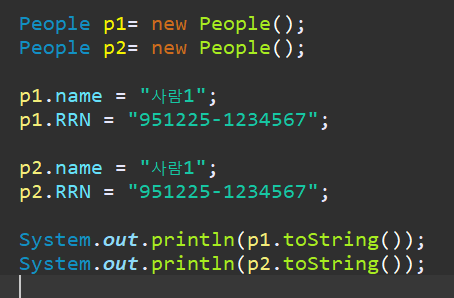 People p1= new People();
People p2= new People();
p1.name = "사람1";
p1.RRN = "951225-1234567";
p2.name = "사람1";
p2.RRN = "951225-1234567";
System.out.println(p1.toString());
System.out.println(p2.toString());